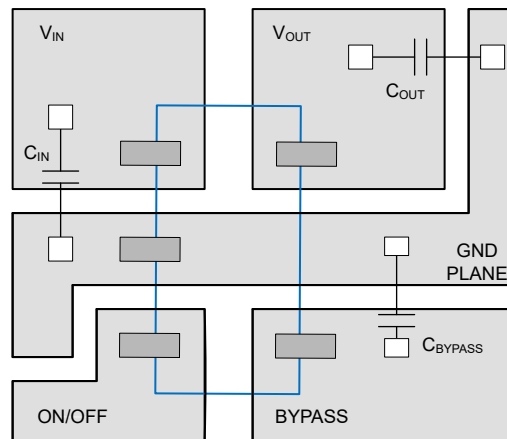 VIN
VOUT
COUT
CIN
GND
PLANE
CBYPASS
ON/OFF
BYPASS